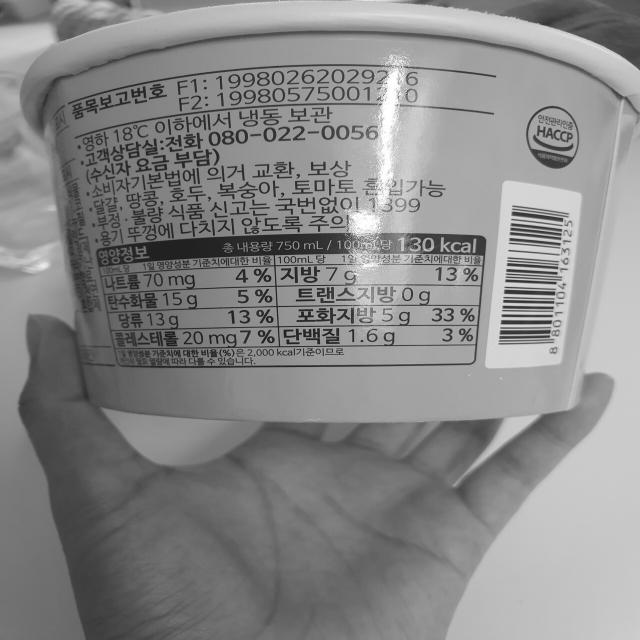 품목보고번호 F1: 19980262029216
F2: 19980575001210
·영하 18℃ 이하에서 냉동 보관
·고객상담실:전화 080-022-0056
(수신자 요금 부담)
·소비자기본법에 의거 교환, 보상
·달걀, 땅콩, 호두, 복숭아, 토마토 혼입가능
부정·불량 식품 신고는 국번없이 1399
·용기 뚜껑에 다치지 않도록 주의
안전관리인증
HACCP
영양정보 총 내용량 750 mL / 100mL당 130 kcal
100mL당 1일 영양성분 기준치에대한 비율 100mL당 1일 영양성분 기준치에대한 비율
나트륨 70 mg 4 % 지방 7 g 13 %
탄수화물 15 g 5 % 트랜스지방 0 g
당류 13 g 13 % 포화지방 5 g 33 %
콜레스테롤 20 mg 7 % 단백질 1.6 g 3 %
1일 영양성분 기준치에 대한 비율(%)은 2,000 kcal기준이므로
필요 열량에 따라 다를 수 있습니다.
8 801104 163125